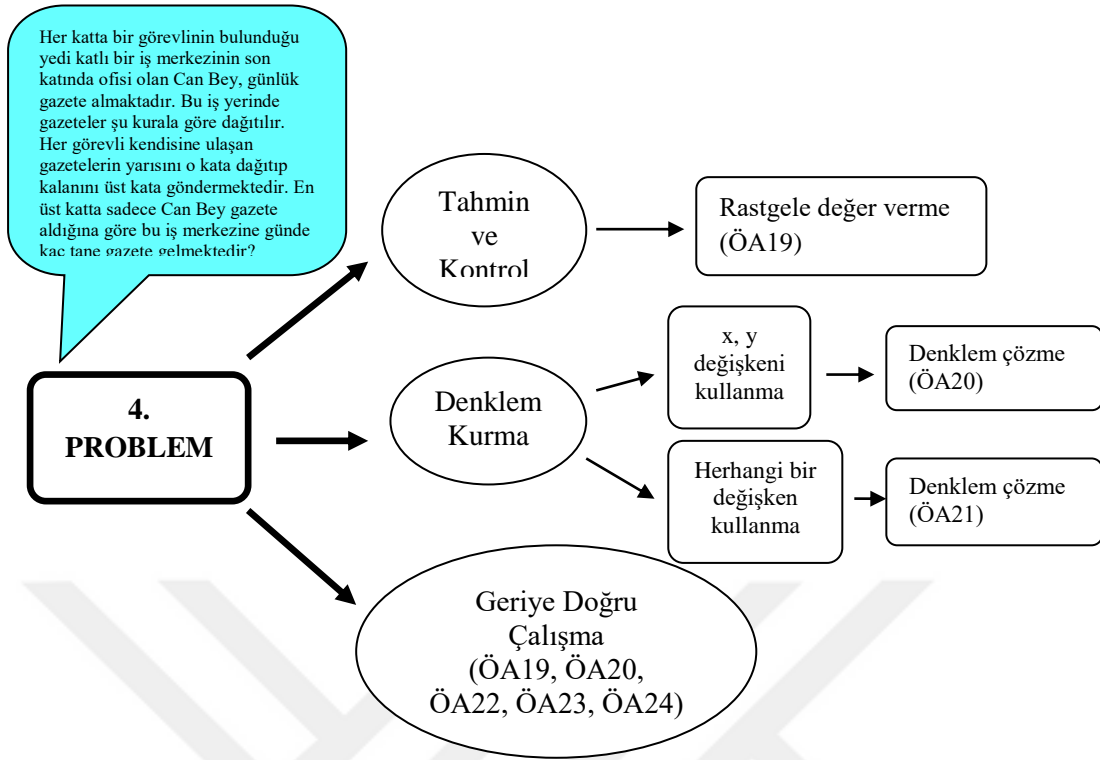 Her katta bir görevlinin bulunduğu
yedi katlı bir iş merkezinin son
katında ofisi olan Can Bey, günlük
gazete almaktadır. Bu iş yerinde
gazeteler şu kurala göre dağıtılır.
Her görevli kendisine ulaşan
gazetelerin yarısını o kata dağıtıp
kalanını üst kata göndermektedir. En
üst katta sadece Can Bey gazete
aldığına göre bu iş merkezine günde
kaç tane gazete gelmektedir?
Tahmin
ve
Kontrol
Rastgele değer verme
(ÖA19)
4.
PROBLEM
Denklem
Kurma
x, y
değişkeni
kullanma
Denklem çözme
(ÖA20)
Herhangi bir
değişken
kullanma
Denklem çözme
(ÖA21)
Geriye Doğru
Çalışma
(ÖA19, ÖA20,
ÖA22, ÖA23, ÖA24)